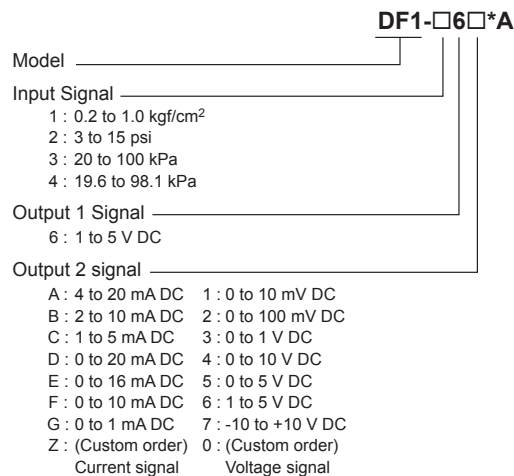 DF1-□6□*A
Model
Input Signal
1 : 0.2 to 1.0 kgf/cm²
2 : 3 to 15 psi
3 : 20 to 100 kPa
4 : 19.6 to 98.1 kPa
Output 1 Signal
6 : 1 to 5 V DC
Output 2 signal
A : 4 to 20 mA DC 1 : 0 to 10 mV DC
B : 2 to 10 mA DC 2 : 0 to 100 mV DC
C : 1 to 5 mA DC 3 : 0 to 1 V DC
D : 0 to 20 mA DC 4 : 0 to 10 V DC
E : 0 to 16 mA DC 5 : 0 to 5 V DC
F : 0 to 10 mA DC 6 : 1 to 5 V DC
G : 0 to 1 mA DC 7 : -10 to +10 V DC
Z : (Custom order) 0 : (Custom order)
Current signal Voltage signal